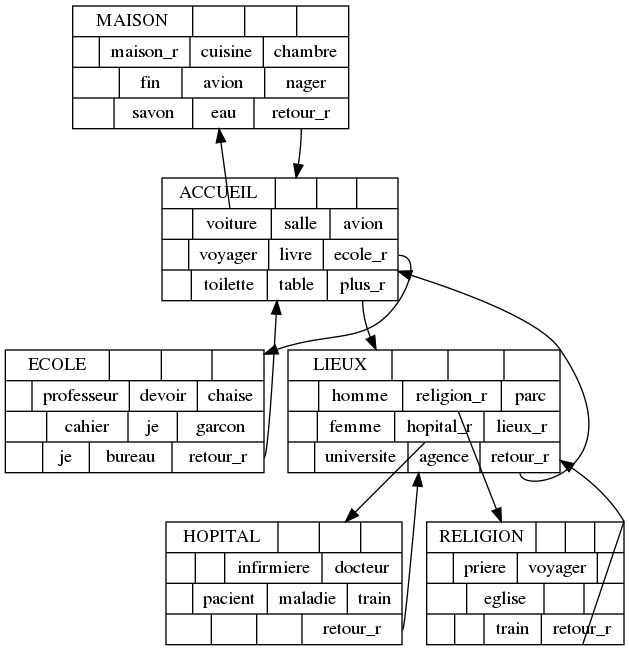 MAISON
maison_r cuisine chambre
fin avion nager
savon eau retour_r
ACCUEIL
voiture salle avion
voyager livre ecole_r
toilette table plus_r
ECOLE
professeur devoir chaise
cahier je garcon
je bureau retour_r
LIEUX
homme religion_r parc
femme hopital_r lieux_r
universite agence retour_r
HOPITAL
infirmiere docteur
pacient maladie train
retour_r
RELIGION
priere voyager
eglise
train retour_r